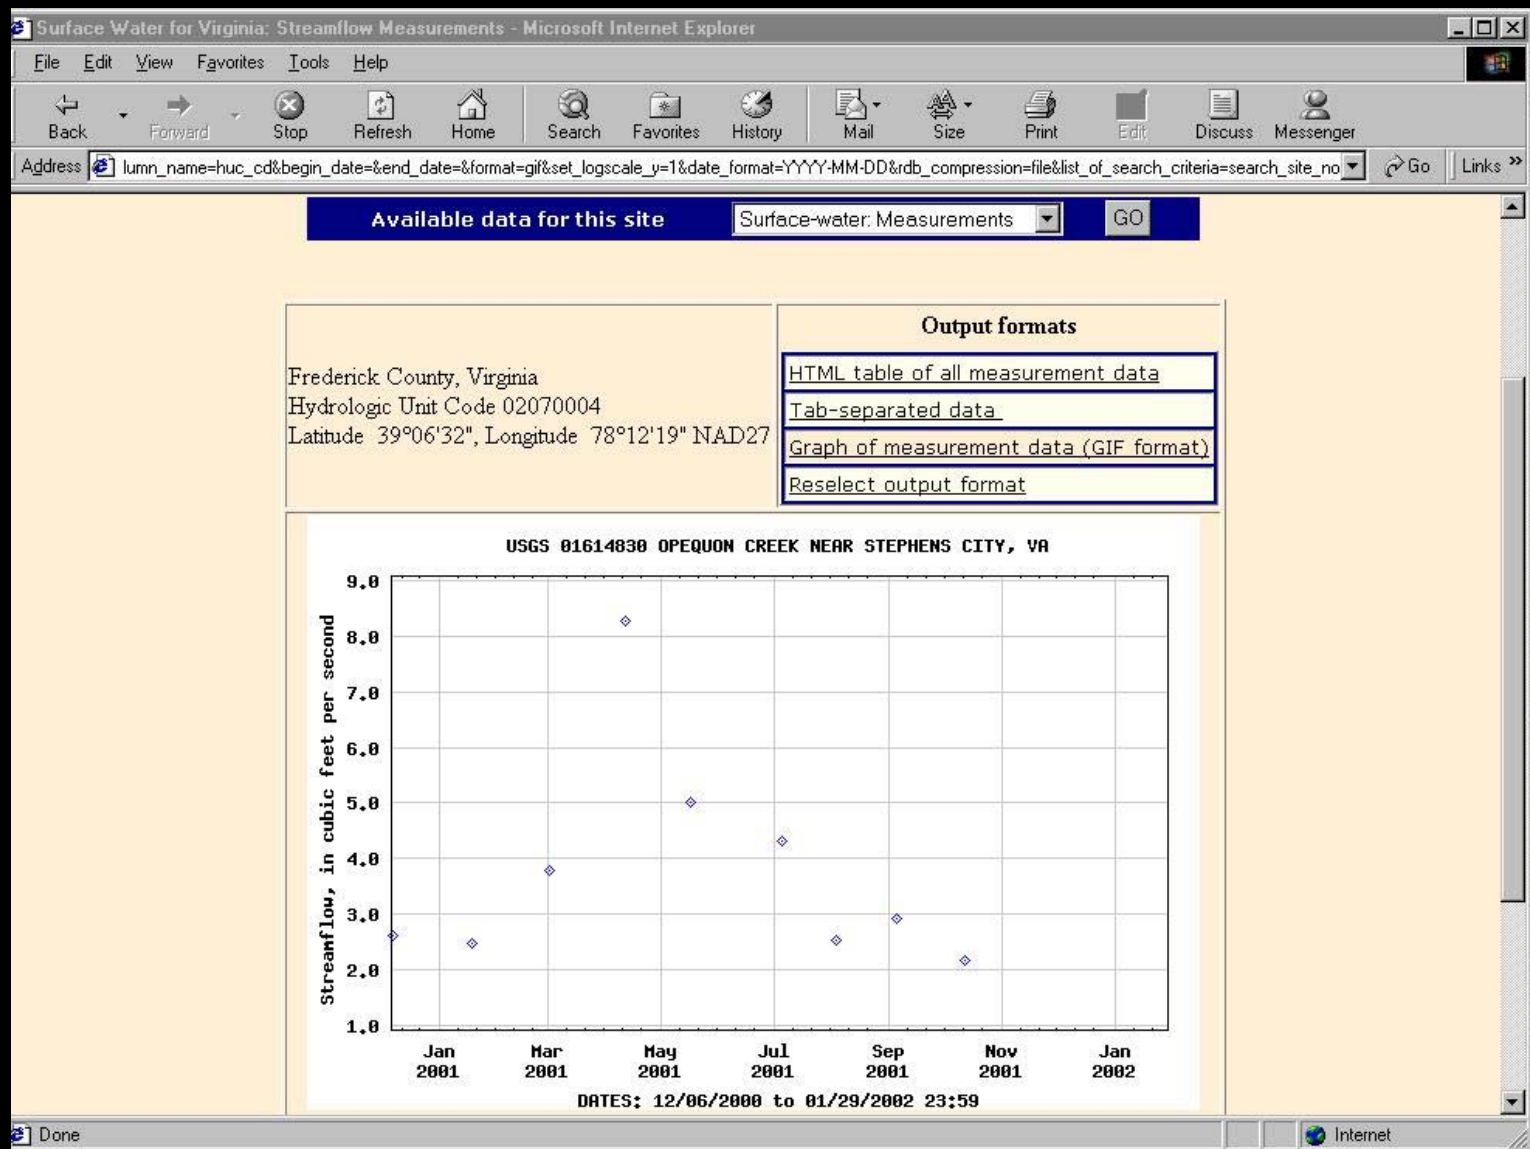 Surface Water for Virginia: Streamflow Measurements - Microsoft Internet Explorer
File Edit View Favorites Tools Help
Back Forward Stop Refresh Home Search Favorites History Mail Size Print Edit Discuss Messenger
Address lumn_name=huc_cd&begin_date=&end_date=&format=gif&set_logscale_y=1&date_format=YYYY-MM-DD&rdb_compression=file&list_of_search_criteria=search_site_no Go Links »
Available data for this site Surface-water: Measurements GO
Output formats
Frederick County, Virginia
Hydrologic Unit Code 02070004
Latitude 39°06'32", Longitude 78°12'19" NAD27
HTML table of all measurement data
Tab-separated data
Graph of measurement data (GIF format)
Reselect output format
USGS 01614830 OPEQUON CREEK NEAR STEPHENS CITY, VA
Streamflow, in cubic feet per second
9.0
8.0
7.0
6.0
5.0
4.0
3.0
2.0
1.0
Jan Mar May Jul Sep Nov Jan
2001 2001 2001 2001 2001 2001 2002
DATES: 12/06/2000 to 01/29/2002 23:59
Done Internet